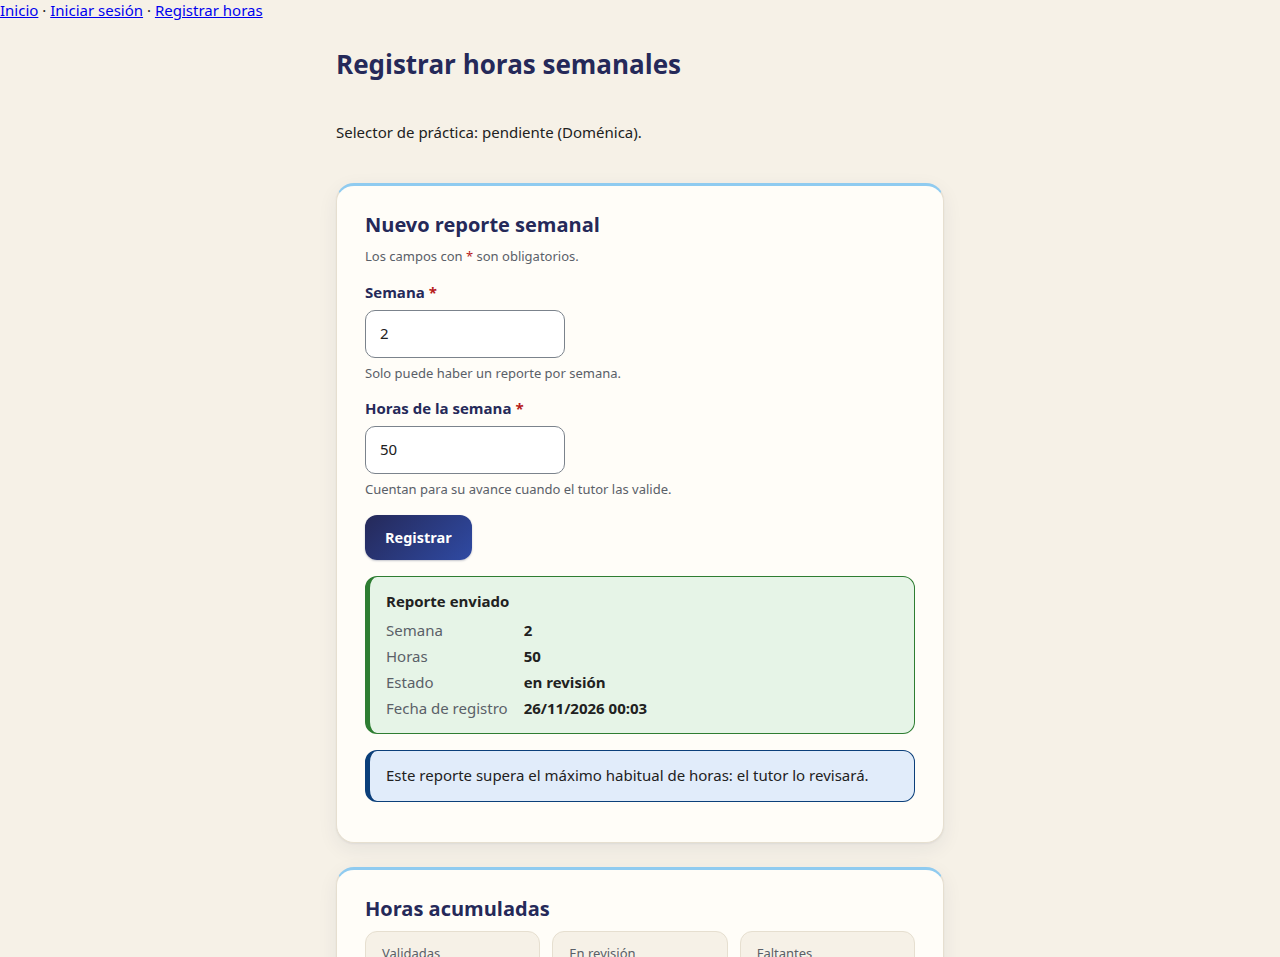 Inicio · Iniciar sesión · Registrar horas
Registrar horas semanales
Selector de práctica: pendiente (Doménica).
Nuevo reporte semanal
Los campos con * son obligatorios.
Semana *
2
Solo puede haber un reporte por semana.
Horas de la semana *
50
Cuentan para su avance cuando el tutor las valide.
Registrar
Reporte enviado
Semana 2
Horas 50
Estado en revisión
Fecha de registro 26/11/2026 00:03
Este reporte supera el máximo habitual de horas: el tutor lo revisará.
Horas acumuladas
Validadas En revisión Faltantes